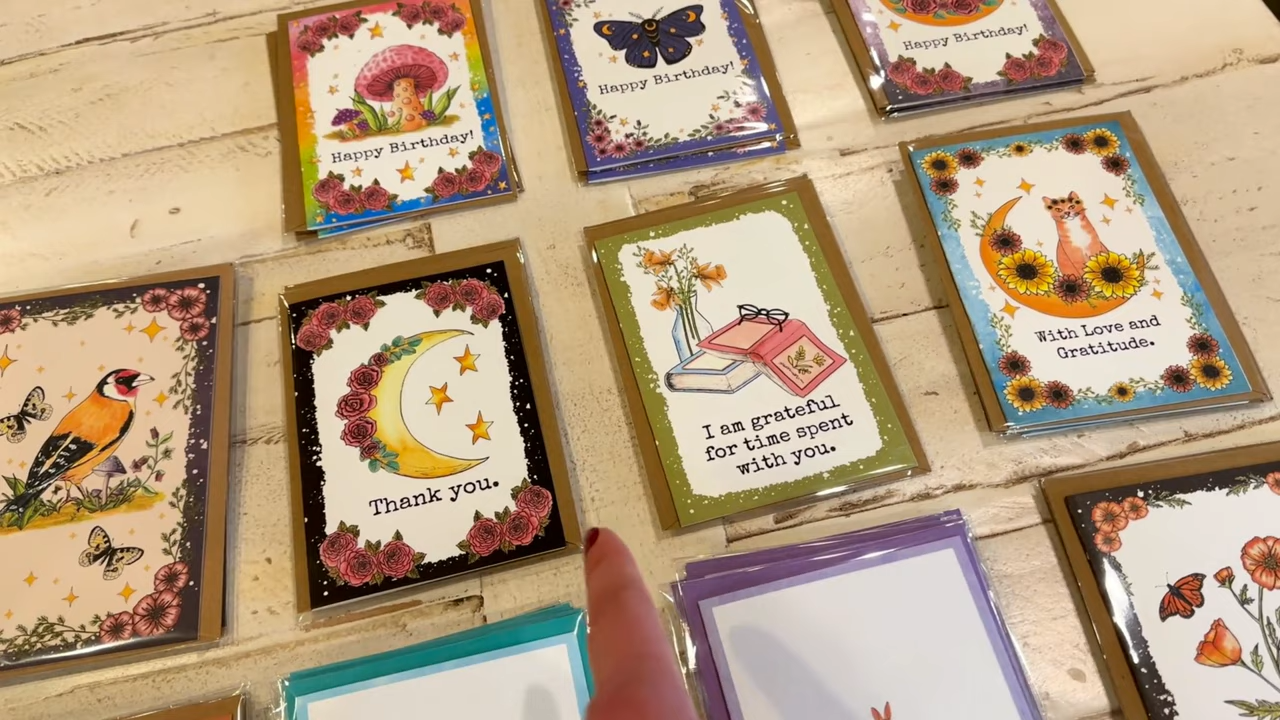 Happy Birthday!
Happy Birthday!
Happy Birthday!
Thank you.
I am grateful
for time spent
with you.
With Love and
Gratitude.